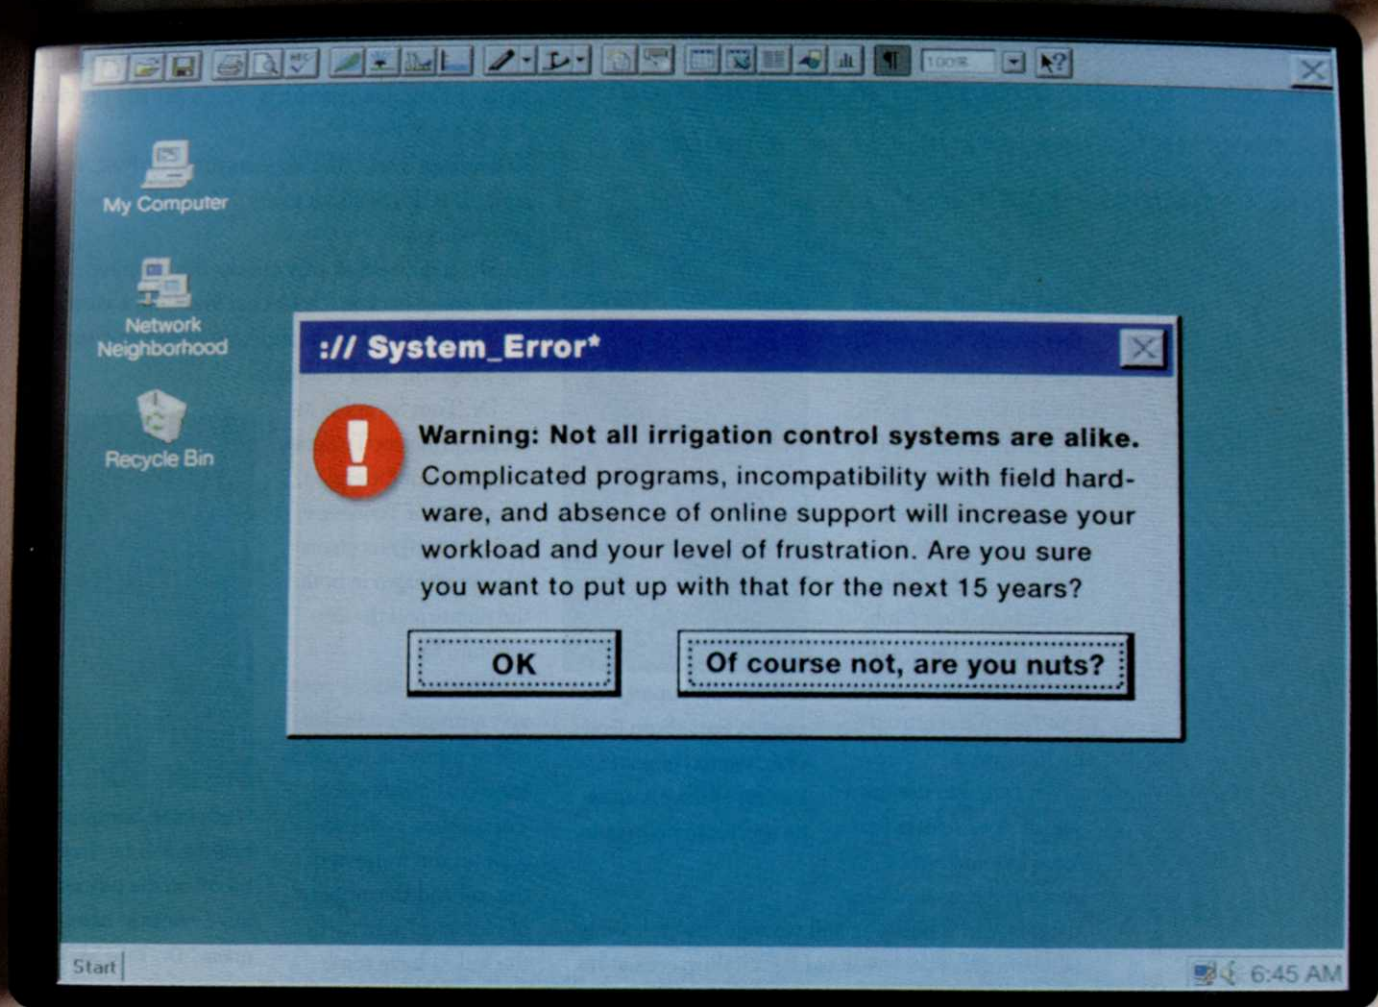 ABC
100%
¶
?
My Computer
Network
Neighborhood
Recycle Bin
:// System_Error*
Warning: Not all irrigation control systems are alike.
Complicated programs, incompatibility with field hard-
ware, and absence of online support will increase your
workload and your level of frustration. Are you sure
you want to put up with that for the next 15 years?
OK
Of course not, are you nuts?
Start
6:45 AM